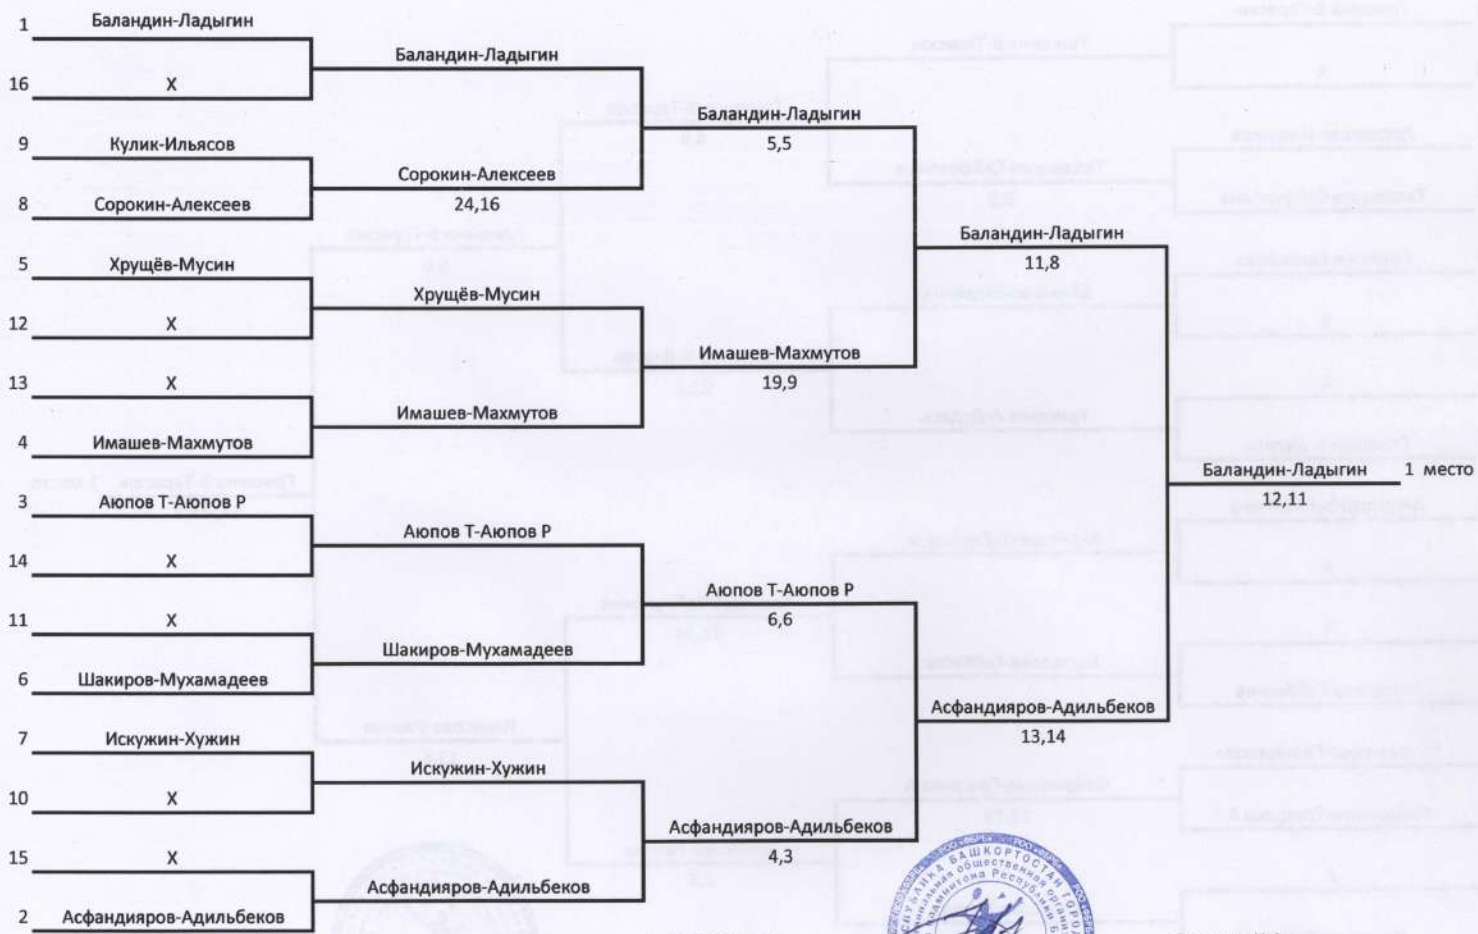 1 Баландин-Ладыгин
16 X
9 Кулик-Ильясов
8 Сорокин-Алексеев
5 Хрущёв-Мусин
12 X
13 X
4 Имашев-Махмутов
3 Аюпов Т-Аюпов Р
14 X
11 X
6 Шакиров-Мухамадеев
7 Искужин-Хужин
10 X
15 X
2 Асфандияров-Адильбеков
Баландин-Ладыгин
Сорокин-Алексеев
24,16
Хрущёв-Мусин
Имашев-Махмутов
Аюпов Т-Аюпов Р
Шакиров-Мухамадеев
Искужин-Хужин
Асфандияров-Адильбеков
Баландин-Ладыгин
5,5
Имашев-Махмутов
19,9
Аюпов Т-Аюпов Р
6,6
Асфандияров-Адильбеков
4,3
Баландин-Ладыгин
11,8
Асфандияров-Адильбеков
13,14
Баландин-Ладыгин 1 место
12,11
БАШКОРТОСТАН